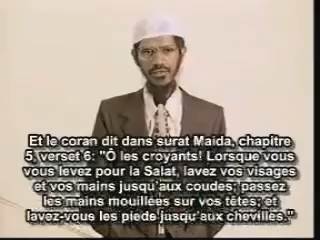 Et le coran dit dans surat Maida, chapitre
5, verset 6: "Ô les croyants! Lorsque vous
vous levez pour la Salat, lavez vos visages
et vos mains jusqu'aux coudes; passez
les mains mouillées sur vos têtes; et
lavez-vous les pieds jusqu'aux chevilles."